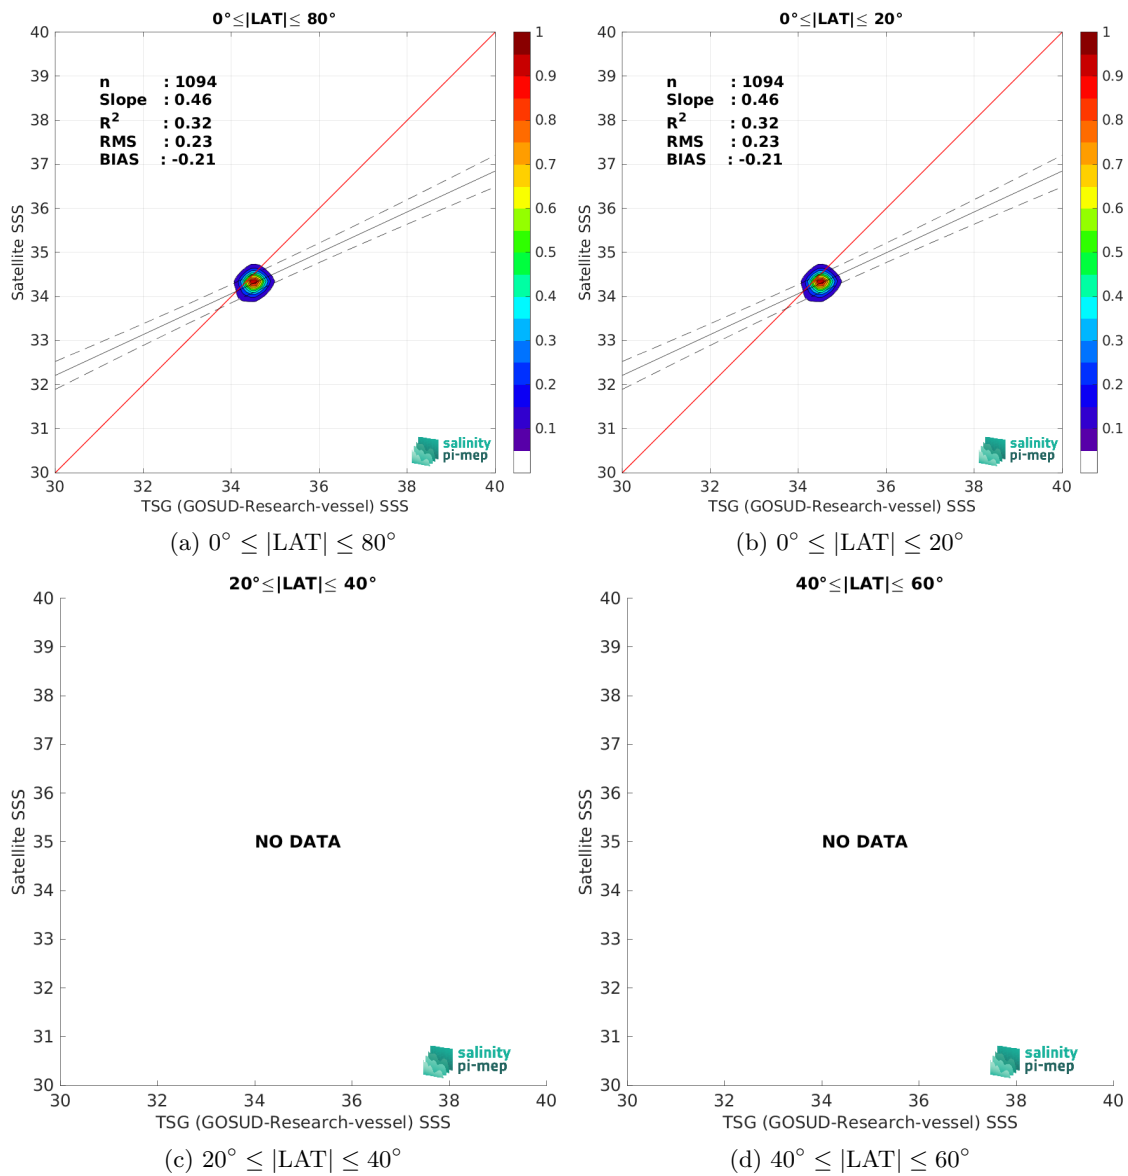 0°≤|LAT|≤ 80°
40
39
38
37
36
35
34
33
32
31
30
Satellite SSS
n : 1094
Slope : 0.46
R² : 0.32
RMS : 0.23
BIAS : -0.21
salinity
pi-mep
30 32 34 36 38 40
TSG (GOSUD-Research-vessel) SSS
1
0.9
0.8
0.7
0.6
0.5
0.4
0.3
0.2
0.1
(a) 0° ≤ |LAT| ≤ 80°
0°≤|LAT|≤ 20°
40
39
38
37
36
35
34
33
32
31
30
Satellite SSS
n : 1094
Slope : 0.46
R² : 0.32
RMS : 0.23
BIAS : -0.21
salinity
pi-mep
30 32 34 36 38 40
TSG (GOSUD-Research-vessel) SSS
1
0.9
0.8
0.7
0.6
0.5
0.4
0.3
0.2
0.1
(b) 0° ≤ |LAT| ≤ 20°
20°≤|LAT|≤ 40°
40
39
38
37
36
35
34
33
32
31
30
Satellite SSS
NO DATA
salinity
pi-mep
30 32 34 36 38 40
TSG (GOSUD-Research-vessel) SSS
(c) 20° ≤ |LAT| ≤ 40°
40°≤|LAT|≤ 60°
40
39
38
37
36
35
34
33
32
31
30
Satellite SSS
NO DATA
salinity
pi-mep
30 32 34 36 38 40
TSG (GOSUD-Research-vessel) SSS
(d) 40° ≤ |LAT| ≤ 60°